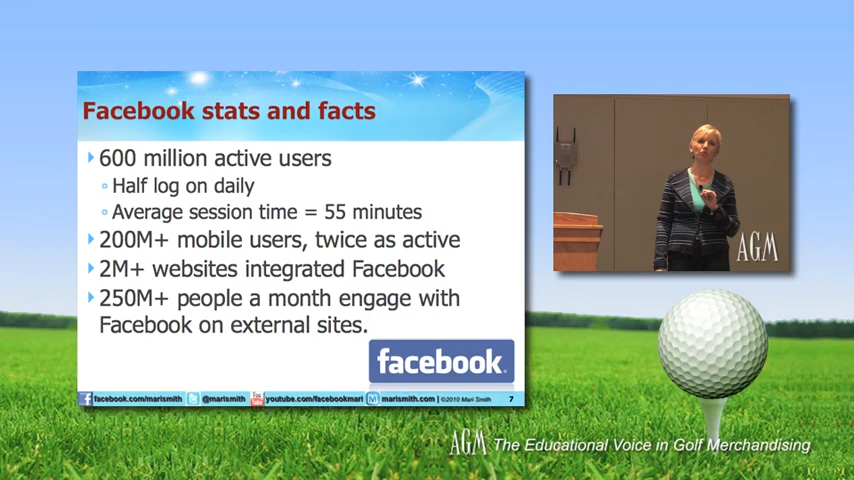 Facebook stats and facts
600 million active users
Half log on daily
Average session time = 55 minutes
200M+ mobile users, twice as active
2M+ websites integrated Facebook
250M+ people a month engage with
Facebook on external sites.
facebook.
facebook.com/marismith @marismith You Tube youtube.com/facebookmari M marismith.com | ©2010 Mari Smith 7
AGM
AGM The Educational Voice in Golf Merchandising